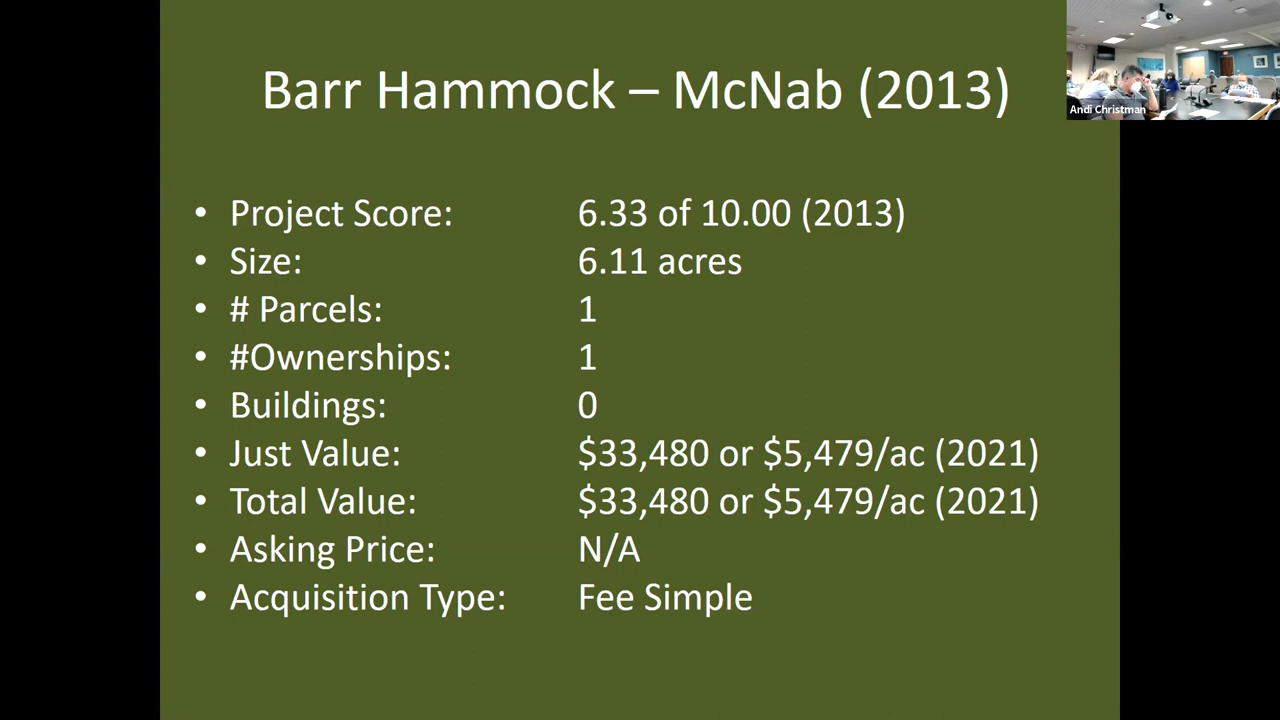 Barr Hammock – McNab (2013)
• Project Score: 6.33 of 10.00 (2013)
• Size: 6.11 acres
• # Parcels: 1
• #Ownerships: 1
• Buildings: 0
• Just Value: $33,480 or $5,479/ac (2021)
• Total Value: $33,480 or $5,479/ac (2021)
• Asking Price: N/A
• Acquisition Type: Fee Simple
Andi Christman